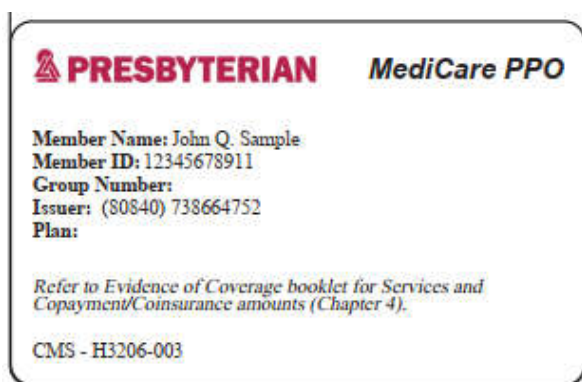 PRESBYTERIAN MediCare PPO
Member Name: John Q. Sample
Member ID: 12345678911
Group Number:
Issuer: (80840) 738664752
Plan:
Refer to Evidence of Coverage booklet for Services and
Copayment/Coinsurance amounts (Chapter 4).
CMS - H3206-003